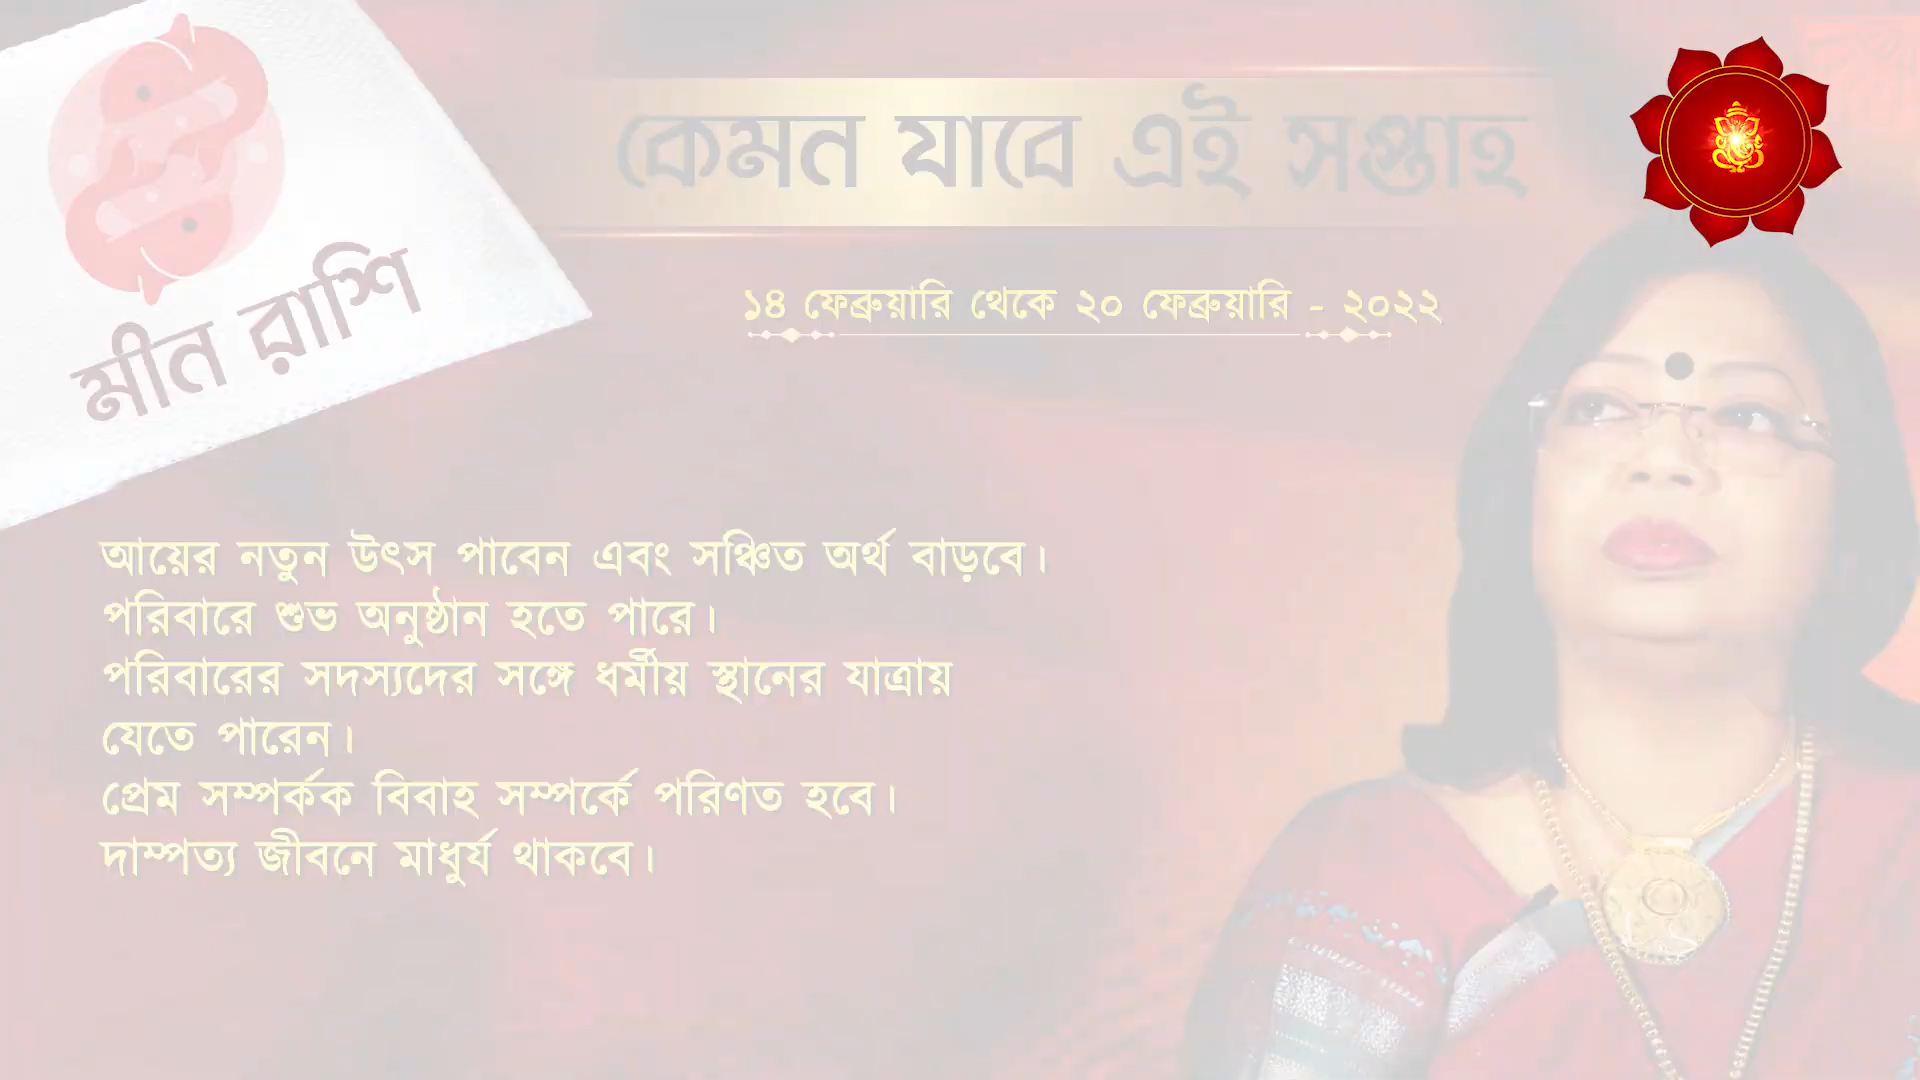 কেমন যাবে এই সপ্তাহ
মীন রাশি
১৪ ফেব্রুয়ারি থেকে ২০ ফেব্রুয়ারি - ২০২২
আয়ের নতুন উৎস পাবেন এবং সঞ্চিত অর্থ বাড়বে।
পরিবারে শুভ অনুষ্ঠান হতে পারে।
পরিবারের সদস্যদের সঙ্গে ধর্মীয় স্থানের যাত্রায়
যেতে পারেন।
প্রেম সম্পর্কক বিবাহ সম্পর্কে পরিণত হবে।
দাম্পত্য জীবনে মাধুর্য থাকবে।